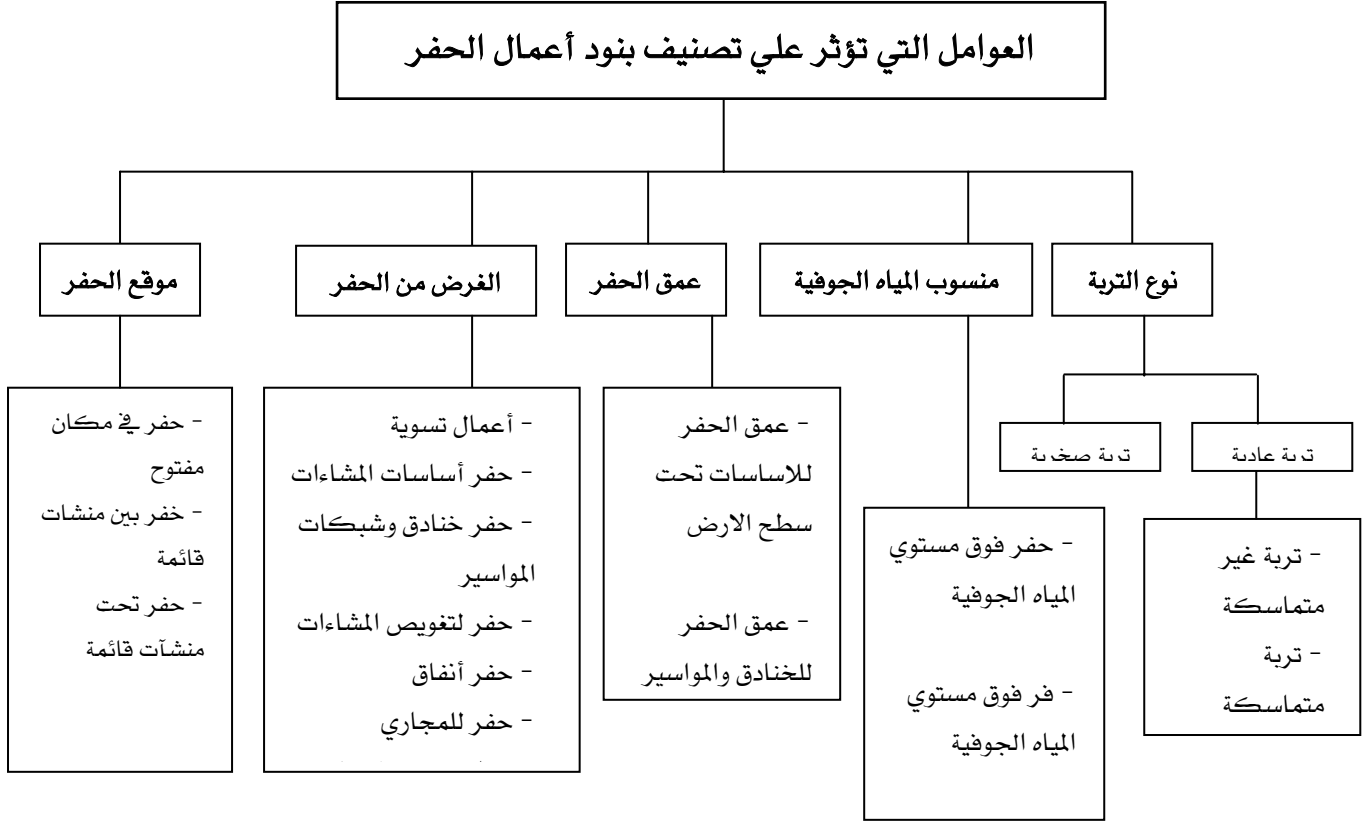 العوامل التي تؤثر علي تصنيف بنود أعمال الحفر
نوع التربة
منسوب المياه الجوفية
عمق الحفر
الغرض من الحفر
موقع الحفر
تربة عادية
تربة صخرية
- تربة غير
متماسكة
- تربة
متماسكة
- حفر فوق مستوي
المياه الجوفية
- فر فوق مستوي
المياه الجوفية
- عمق الحفر
للاساسات تحت
سطح الارض
- عمق الحفر
للخنادق والمواسير
- أعمال تسوية
- حفر أساسات المشاءات
- حفر خنادق وشبكات
المواسير
- حفر لتغويص المشاءات
- حفر أنفاق
- حفر للمجاري
- حفر في مكان
مفتوح
- خفر بين منشات
قائمة
- حفر تحت
منشآت قائمة